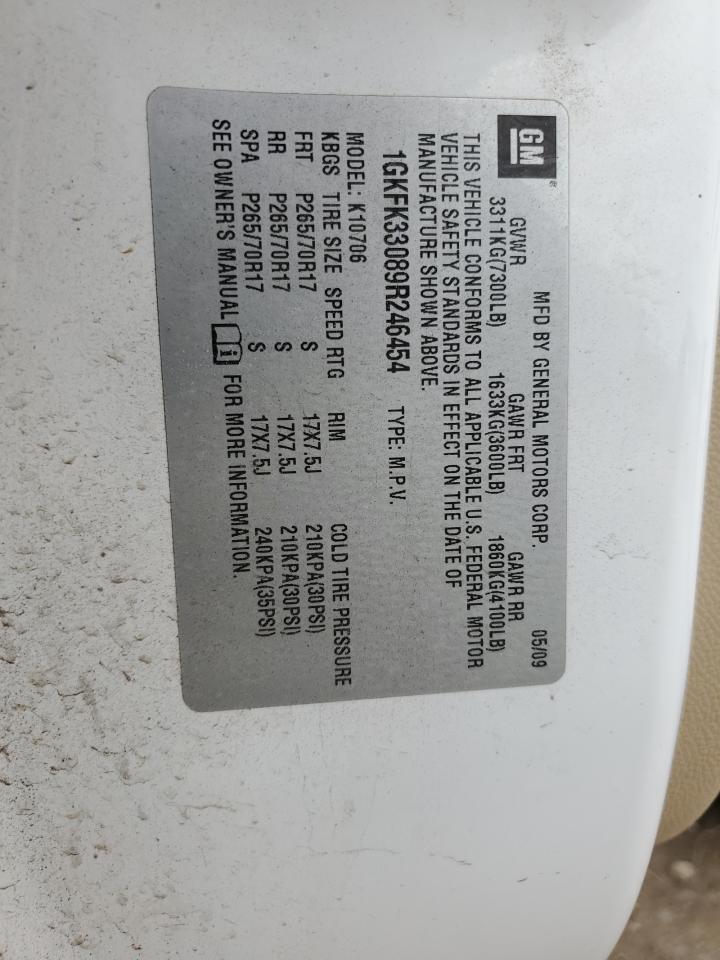 GM®
MFD BY GENERAL MOTORS CORP. 05/09
GVWR GAWR FRT GAWR RR
3311KG(7300LB) 1633KG(3600LB) 1860KG(4100LB)
THIS VEHICLE CONFORMS TO ALL APPLICABLE U.S. FEDERAL MOTOR
VEHICLE SAFETY STANDARDS IN EFFECT ON THE DATE OF
MANUFACTURE SHOWN ABOVE.
1GKFK33089R246454 TYPE: M.P.V.
MODEL: K10706
KBGS TIRE SIZE SPEED RTG RIM COLD TIRE PRESSURE
FRT P265/70R17 S 17X7.5J 210KPA(30PSI)
RR P265/70R17 S 17X7.5J 210KPA(30PSI)
SPA P265/70R17 S 17X7.5J 240KPA(35PSI)
SEE OWNER'S MANUAL i FOR MORE INFORMATION.